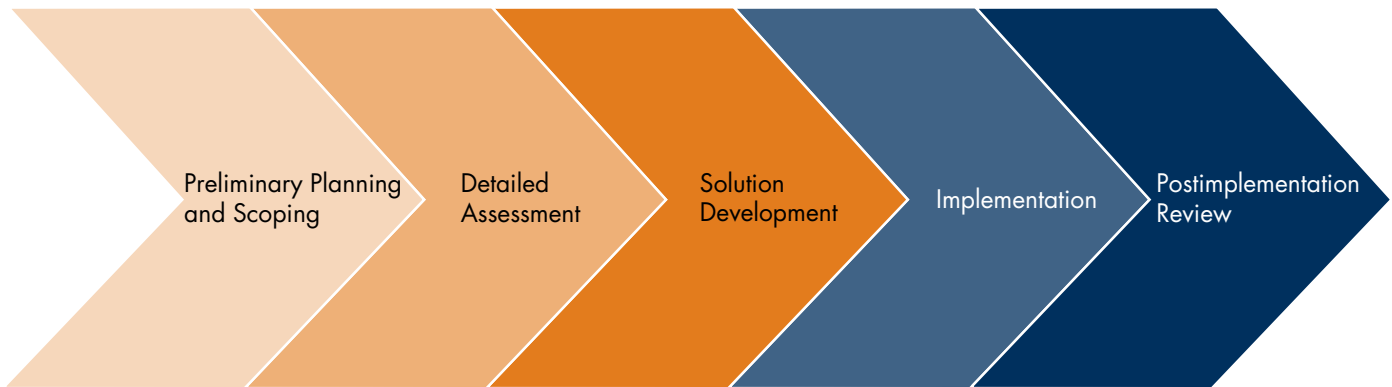 Preliminary Planning
and Scoping
Detailed
Assessment
Solution
Development
Implementation
Postimplementation
Review